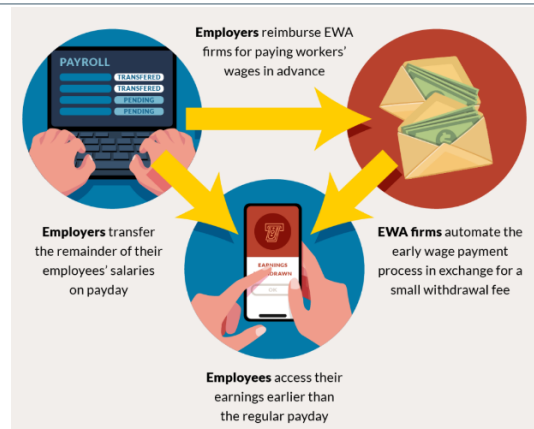 Employers reimburse EWA
firms for paying workers'
wages in advance
PAYROLL
TRANSFERED
TRANSFERED
PENDING
PENDING
Employers transfer
the remainder of their
employees' salaries
on payday
EWA firms automate the
early wage payment
process in exchange for a
small withdrawal fee
EARNINGS
OK
Employees access their
earnings earlier than
the regular payday